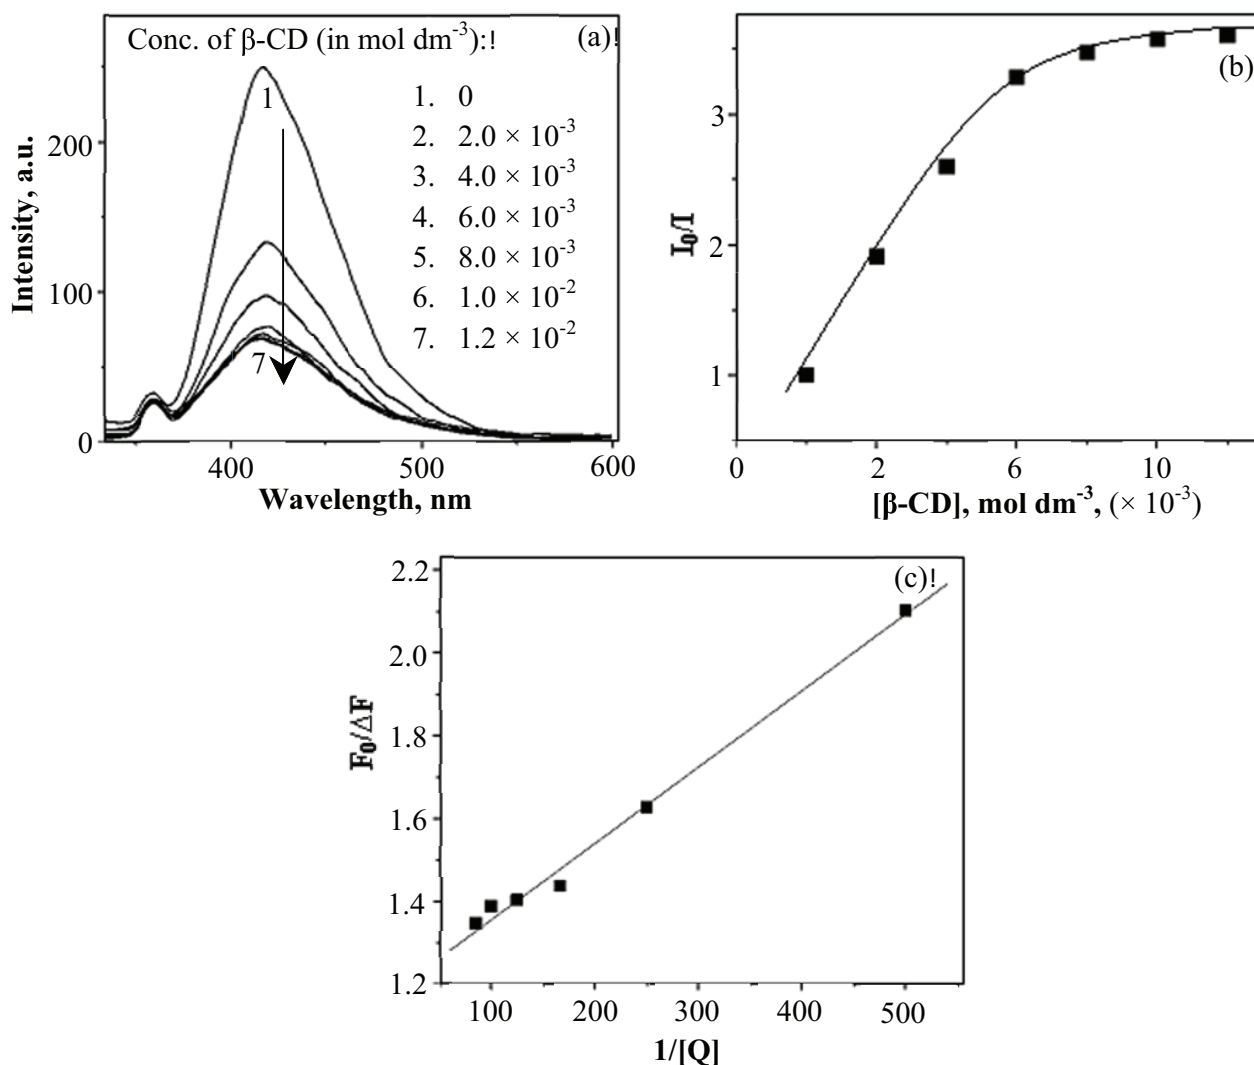 Conc. of β-CD (in mol dm⁻³):! (a)!
1
1. 0
2. 2.0 × 10⁻³
3. 4.0 × 10⁻³
4. 6.0 × 10⁻³
5. 8.0 × 10⁻³
6. 1.0 × 10⁻²
7. 1.2 × 10⁻²
7
200
100
0
Intensity, a.u.
400 500 600
Wavelength, nm
(b)
3
2
1
I₀/I
0 2 6 10
[β-CD], mol dm⁻³, (× 10⁻³)
(c)!
2.2
2.0
1.8
1.6
1.4
1.2
F₀/ΔF
100 200 300 400 500
1/[Q]